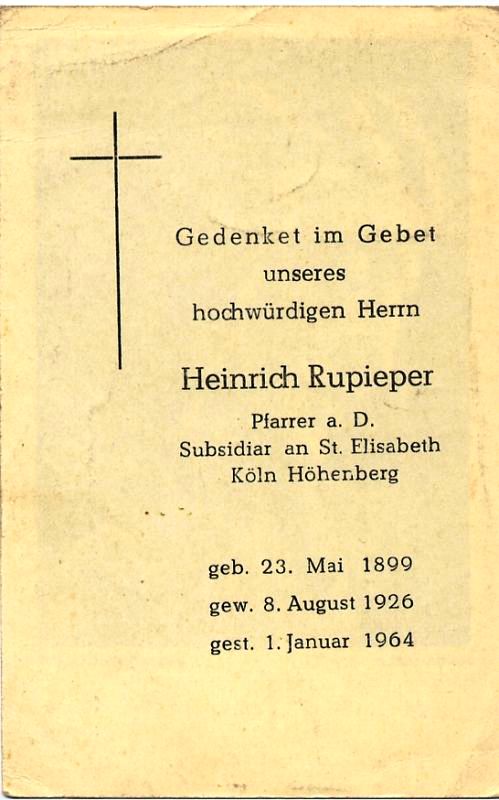 Gedenket im Gebet
unseres
hochwürdigen Herrn
Heinrich Rupieper
Pfarrer a. D.
Subsidiar an St. Elisabeth
Köln Höhenberg
geb. 23. Mai 1899
gew. 8. August 1926
gest. 1. Januar 1964